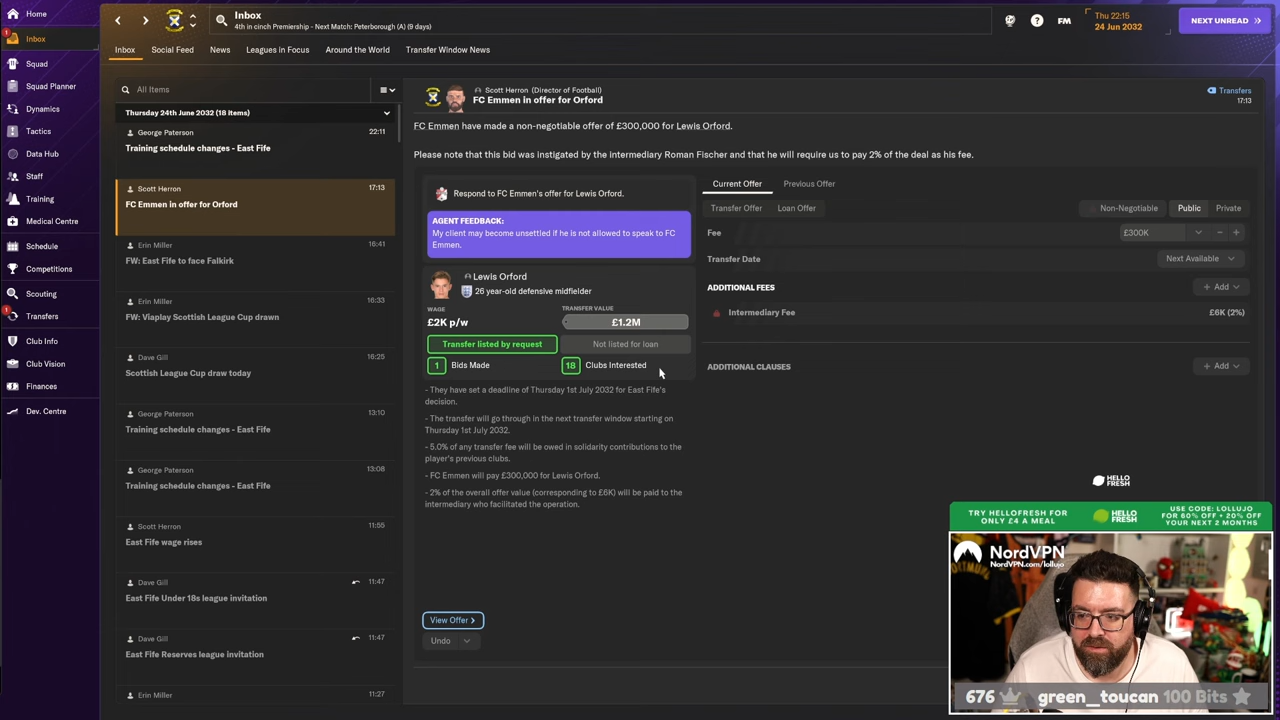 Home
Inbox
Squad
Squad Planner
Dynamics
Tactics
Data Hub
Staff
Training
Medical Centre
Schedule
Competitions
Scouting
Transfers
Club Info
Club Vision
Finances
Dev. Centre
1
1
Inbox
4th in cinch Premiership - Next Match: Peterborough (A) (9 days)
FM
Thu 22:15
24 Jun 2032
NEXT UNREAD
Inbox
Social Feed
News
Leagues in Focus
Around the World
Transfer Window News
All Items
Thursday 24th June 2032 (18 items)
George Paterson 22:11
Training schedule changes - East Fife
Scott Herron 17:13
FC Emmen in offer for Orford
Erin Miller 16:41
FW: East Fife to face Falkirk
Erin Miller 16:33
FW: Viaplay Scottish League Cup drawn
Dave Gill 16:25
Scottish League Cup draw today
George Paterson 13:10
Training schedule changes - East Fife
George Paterson 13:08
Training schedule changes - East Fife
Scott Herron 11:55
East Fife wage rises
Dave Gill 11:47
East Fife Under 18s league invitation
Dave Gill 11:47
East Fife Reserves league invitation
Erin Miller 11:27
Scott Herron (Director of Football)
FC Emmen in offer for Orford
Transfers
17:13
FC Emmen have made a non-negotiable offer of £300,000 for Lewis Orford.
Please note that this bid was instigated by the intermediary Roman Fischer and that he will require us to pay 2% of the deal as his fee.
Respond to FC Emmen's offer for Lewis Orford.
AGENT FEEDBACK:
My client may become unsettled if he is not allowed to speak to FC
Emmen.
Lewis Orford
26 year-old defensive midfielder
WAGE
£2K p/w
TRANSFER VALUE
£1.2M
Transfer listed by request
Not listed for loan
1 Bids Made
18 Clubs Interested
- They have set a deadline of Thursday 1st July 2032 for East Fife's
decision.
- The transfer will go through in the next transfer window starting on
Thursday 1st July 2032.
- 5.0% of any transfer fee will be owed in solidarity contributions to the
player's previous clubs.
- FC Emmen will pay £300,000 for Lewis Orford.
- 2% of the overall offer value (corresponding to £6K) will be paid to the
intermediary who facilitated the operation.
View Offer
Undo
Current Offer
Previous Offer
Transfer Offer
Loan Offer
Non-Negotiable
Public
Private
Fee
£300K
Transfer Date
Next Available
ADDITIONAL FEES
+ Add
Intermediary Fee
£6K (2%)
ADDITIONAL CLAUSES
+ Add
HELLO
FRESH
TRY HELLOFRESH FOR
ONLY £4 A MEAL
HELLO
FRESH
USE CODE: LOLLUJO
FOR 60% OFF + 20% OFF
YOUR NEXT 2 MONTHS
NordVPN
NordVPN.com/lollujo
676 green_toucan 100 Bits